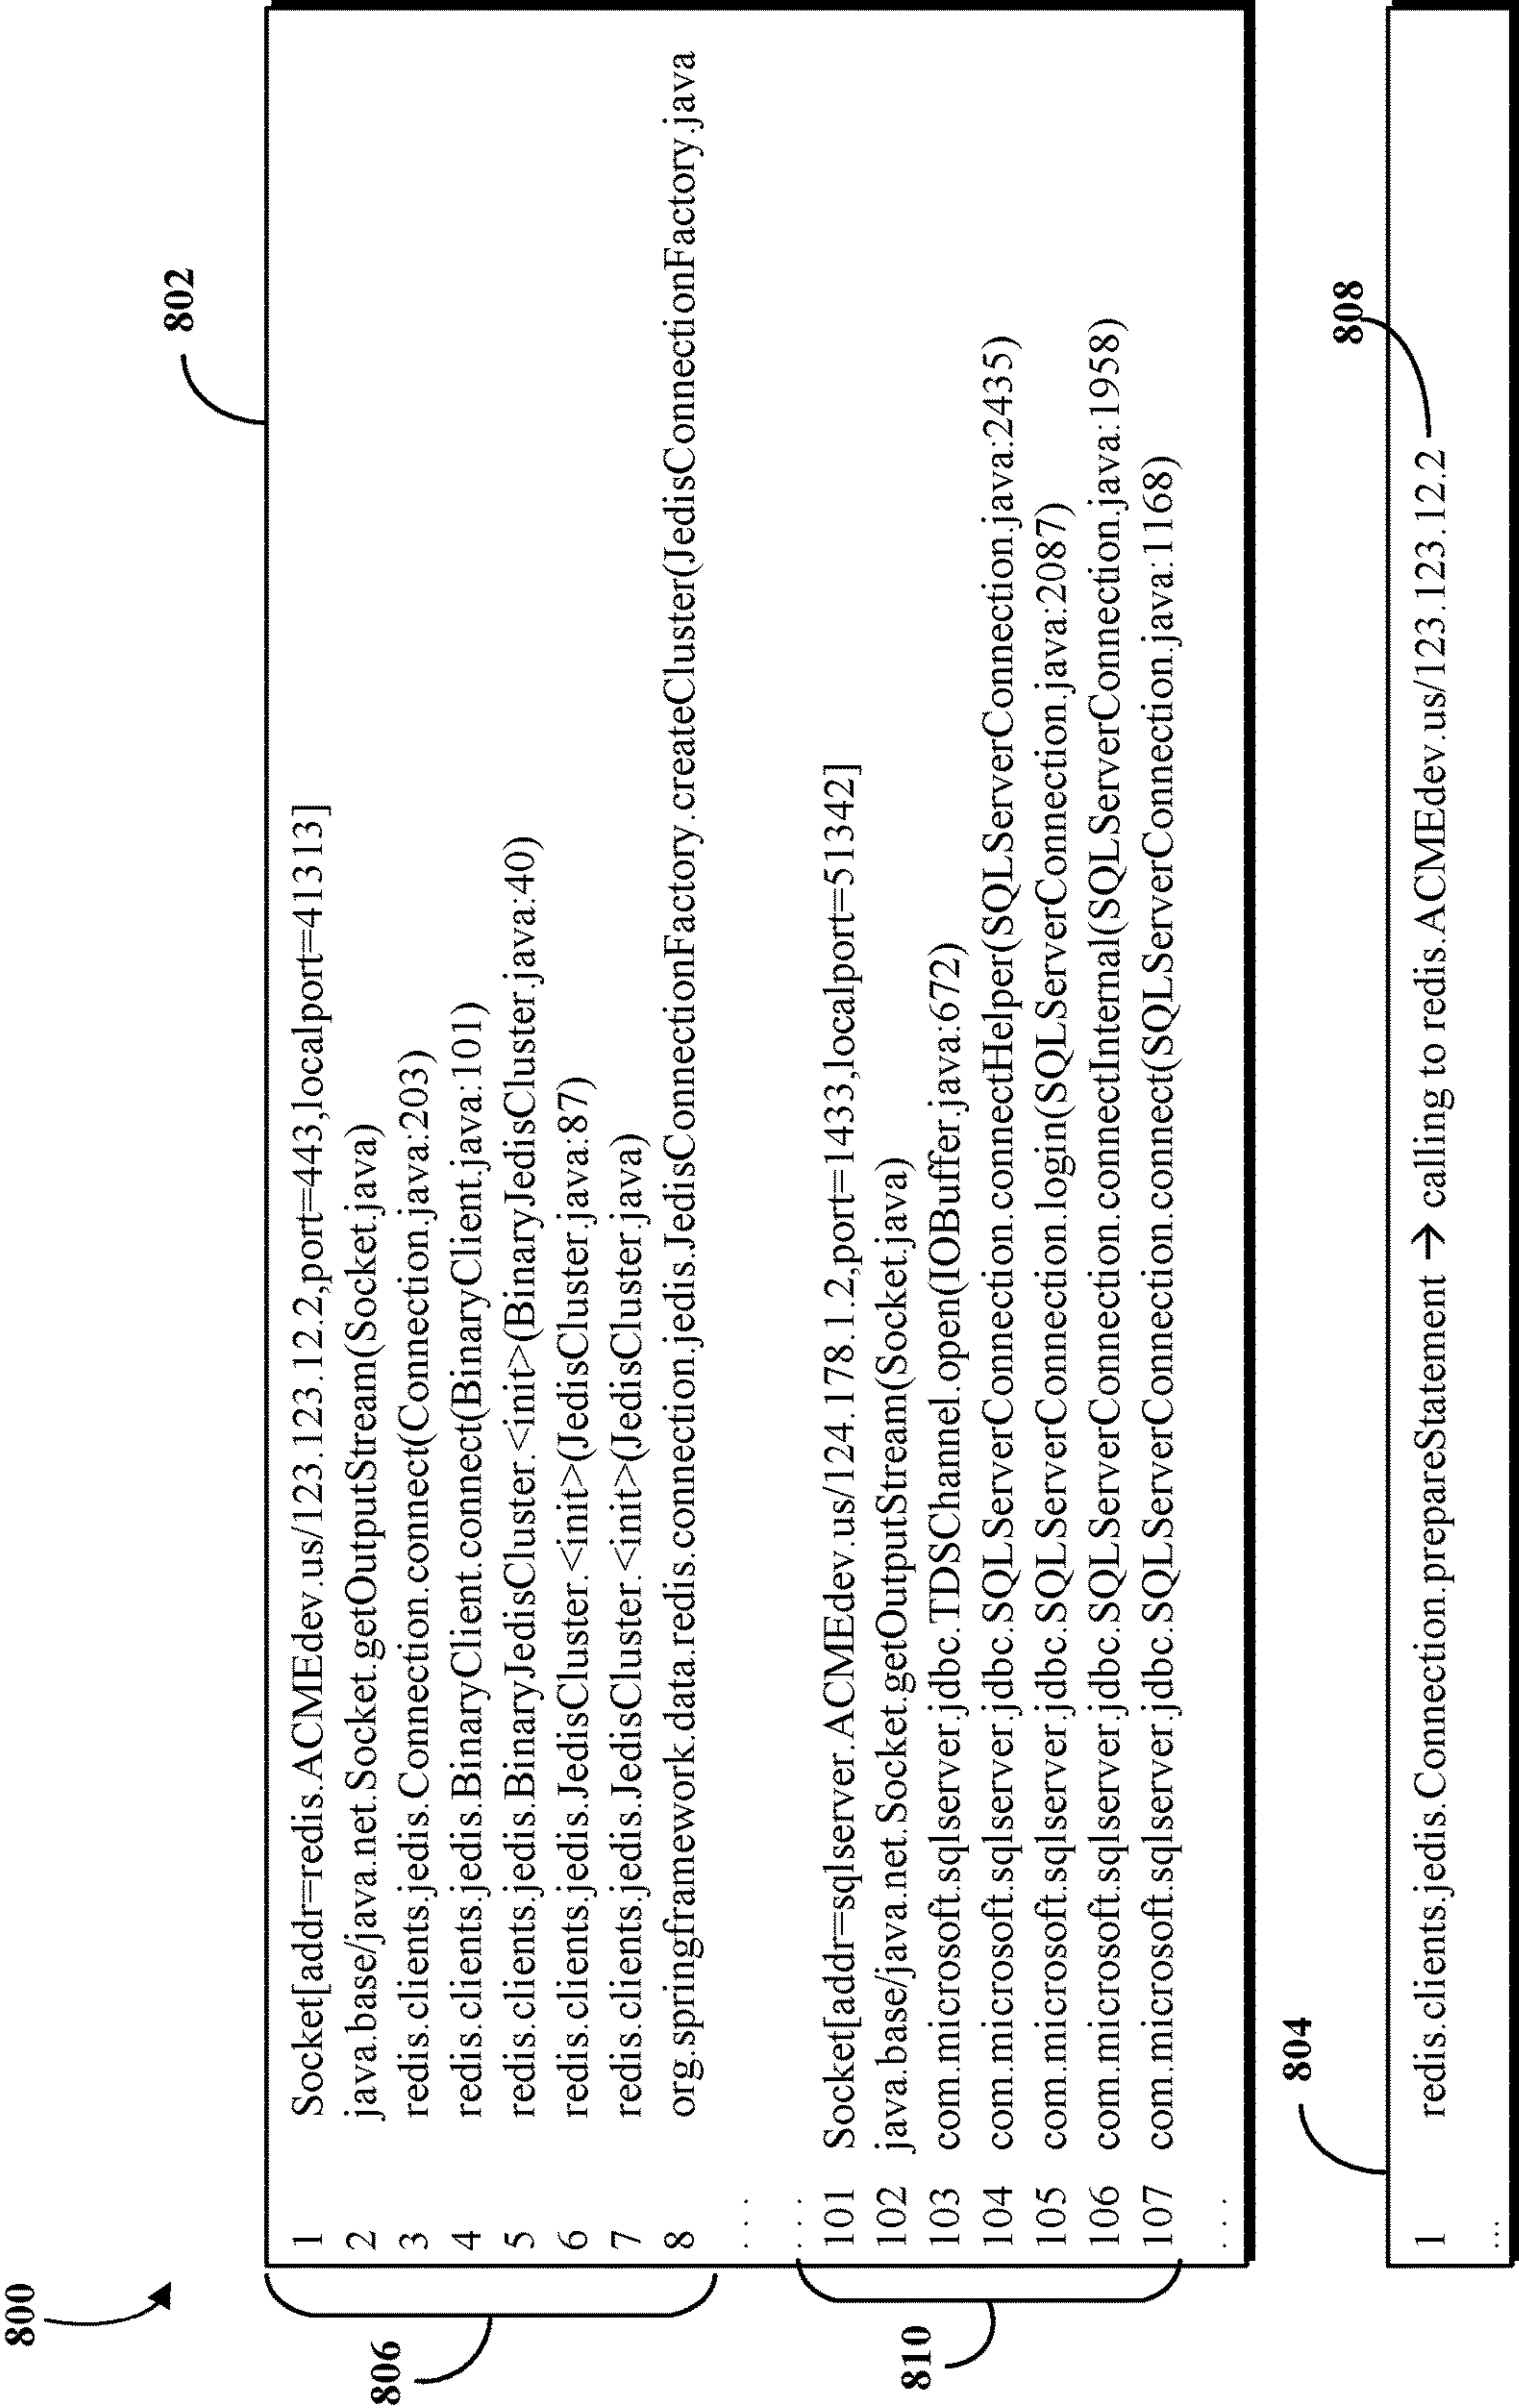 800
802
806
1 Socket[addr=redis.ACMEdev.us/123.123.12.2,port=443,localport=41313]
2 java.base/java.net.Socket.getOutputStream(Socket.java)
3 redis.clients.jedis.Connection.connect(Connection.java:203)
4 redis.clients.jedis.BinaryClient.connect(BinaryClient.java:101)
5 redis.clients.jedis.BinaryJedisCluster.<init>(BinaryJedisCluster.java:40)
6 redis.clients.jedis.JedisCluster.<init>(JedisCluster.java:87)
7 redis.clients.jedis.JedisCluster.<init>(JedisCluster.java)
8 org.springframework.data.redis.connection.jedis.JedisConnectionFactory.createCluster(JedisConnectionFactory.java
...
810
...
101 Socket[addr=sqlserver.ACMEdev.us/124.178.1.2,port=1433,localport=51342]
102 java.base/java.net.Socket.getOutputStream(Socket.java)
103 com.microsoft.sqlserver.jdbc.TDSChannel.open(IOBuffer.java:672)
104 com.microsoft.sqlserver.jdbc.SQLServerConnection.connectHelper(SQLServerConnection.java:2435)
105 com.microsoft.sqlserver.jdbc.SQLServerConnection.login(SQLServerConnection.java:2087)
106 com.microsoft.sqlserver.jdbc.SQLServerConnection.connectInternal(SQLServerConnection.java:1958)
107 com.microsoft.sqlserver.jdbc.SQLServerConnection.connect(SQLServerConnection.java:1168)
...
804
808
1 redis.clients.jedis.Connection.prepareStatement → calling to redis.ACMEdev.us/123.123.12.2
...